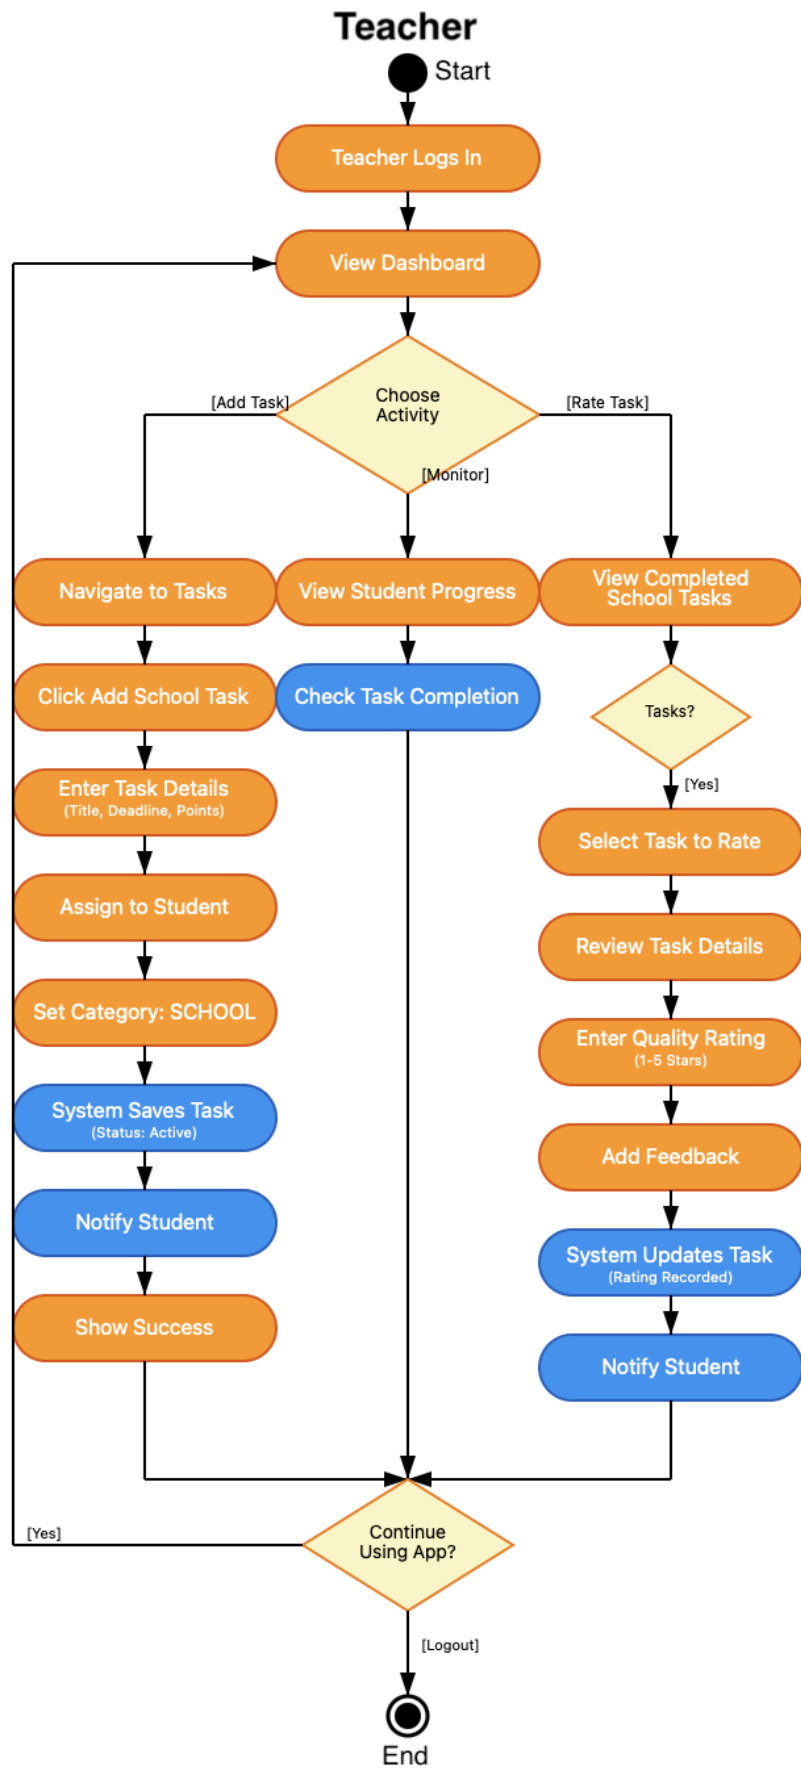 Teacher
Start
Teacher Logs In
View Dashboard
Choose
Activity
[Add Task]
[Rate Task]
[Monitor]
Navigate to Tasks
View Student Progress
View Completed
School Tasks
Click Add School Task
Check Task Completion
Tasks?
Enter Task Details
(Title, Deadline, Points)
[Yes]
Select Task to Rate
Assign to Student
Review Task Details
Set Category: SCHOOL
Enter Quality Rating
(1-5 Stars)
System Saves Task
(Status: Active)
Add Feedback
Notify Student
System Updates Task
(Rating Recorded)
Show Success
Notify Student
Continue
Using App?
[Yes]
[Logout]
End